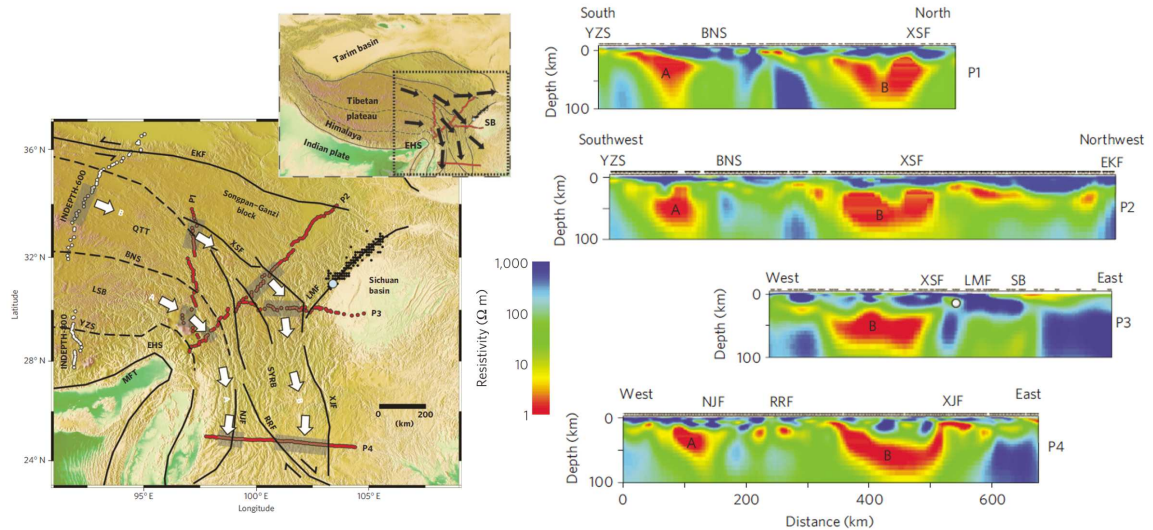 Tarim basin
Tibetan
plateau
Himalaya
Indian plate
EHS
SB
36° N
32° N
28° N
24° N
Latitude
95° E
100° E
105° E
Longitude
EKF
INDEPTH-600
B
P1
Songpan–Ganzi
block
P2
QTT
XSF
BNS
LSB
A
LMF
Sichuan
basin
P3
YZS
INDEPTH-500
EHS
MFT
SYRB
A
B
NJF
RRF
XJF
0 200
(km)
P4
1,000
100
10
1
Resistivity (Ω m)
South North
YZS BNS XSF
0
100
Depth (km)
A
B
P1
Southwest Northwest
YZS BNS XSF EKF
0
100
Depth (km)
A
B
P2
West East
XSF LMF SB
0
100
Depth (km)
B
P3
West East
NJF RRF XJF
0
100
Depth (km)
A
B
P4
0 200 400 600
Distance (km)